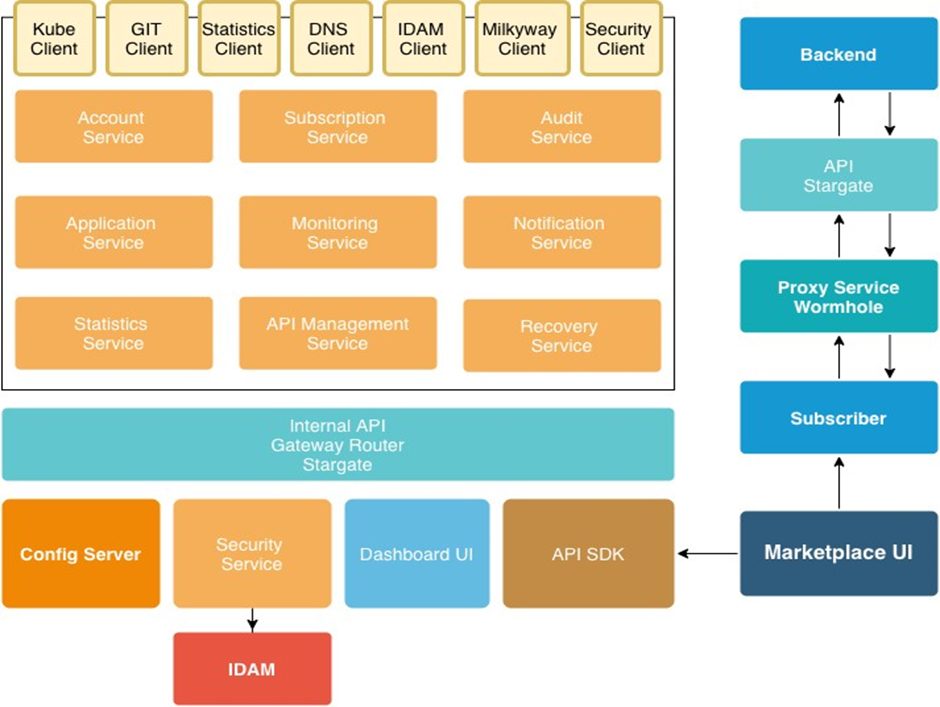 Kube
Client
GIT
Client
Statistics
Client
DNS
Client
IDAM
Client
Milkyway
Client
Security
Client
Account
Service
Subscription
Service
Audit
Service
Application
Service
Monitoring
Service
Notification
Service
Statistics
Service
API Management
Service
Recovery
Service
Internal API
Gateway Router
Stargate
Config Server
Security
Service
Dashboard UI
API SDK
IDAM
Backend
API
Stargate
Proxy Service
Wormhole
Subscriber
Marketplace UI